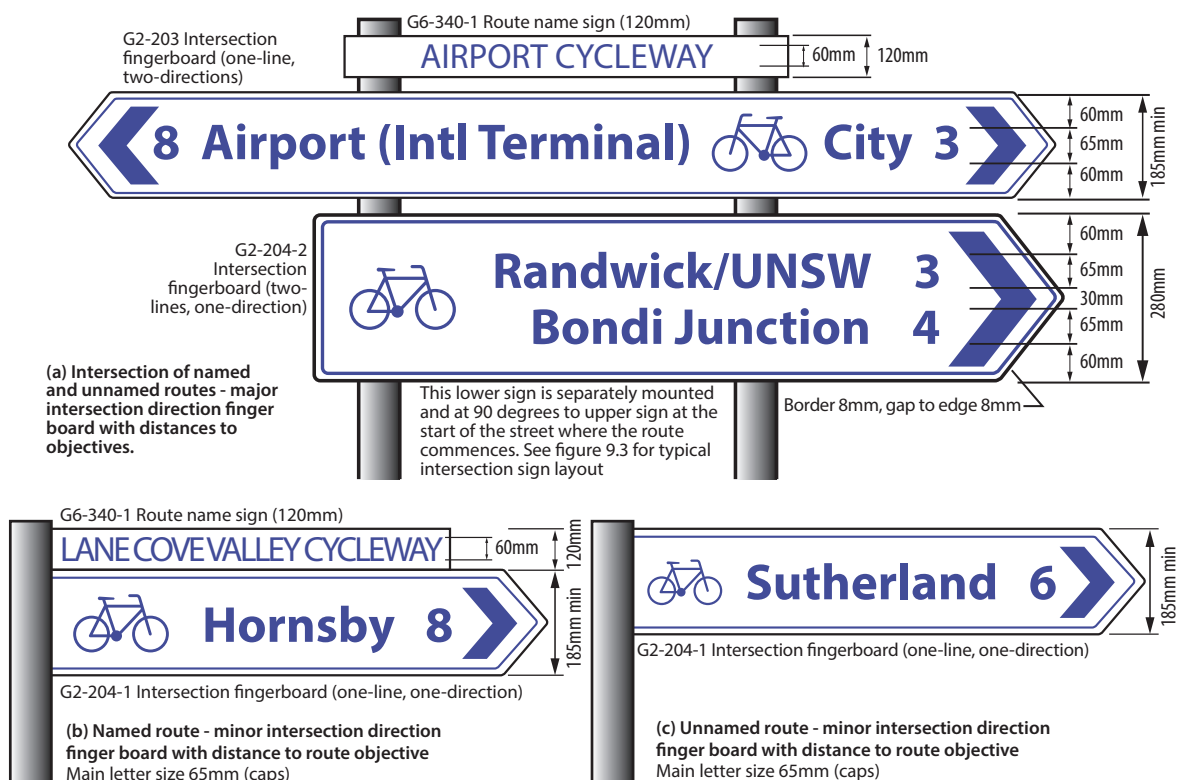 G6-340-1 Route name sign (120mm)
G2-203 Intersection
fingerboard (one-line,
two-directions)
AIRPORT CYCLEWAY
60mm
120mm
8 Airport (Intl Terminal) City 3
60mm
65mm
60mm
185mm min
G2-204-2
Intersection
fingerboard (two-
lines, one-direction)
Randwick/UNSW 3
Bondi Junction 4
60mm
65mm
30mm
65mm
60mm
280mm
(a) Intersection of named
and unnamed routes - major
intersection direction finger
board with distances to
objectives.
This lower sign is separately mounted
and at 90 degrees to upper sign at the
start of the street where the route
commences. See figure 9.3 for typical
intersection sign layout
Border 8mm, gap to edge 8mm
G6-340-1 Route name sign (120mm)
LANE COVE VALLEY CYCLEWAY
60mm
120mm
Hornsby 8
185mm min
G2-204-1 Intersection fingerboard (one-line, one-direction)
(b) Named route - minor intersection direction
finger board with distance to route objective
Main letter size 65mm (caps)
Sutherland 6
185mm min
G2-204-1 Intersection fingerboard (one-line, one-direction)
(c) Unnamed route - minor intersection direction
finger board with distance to route objective
Main letter size 65mm (caps)